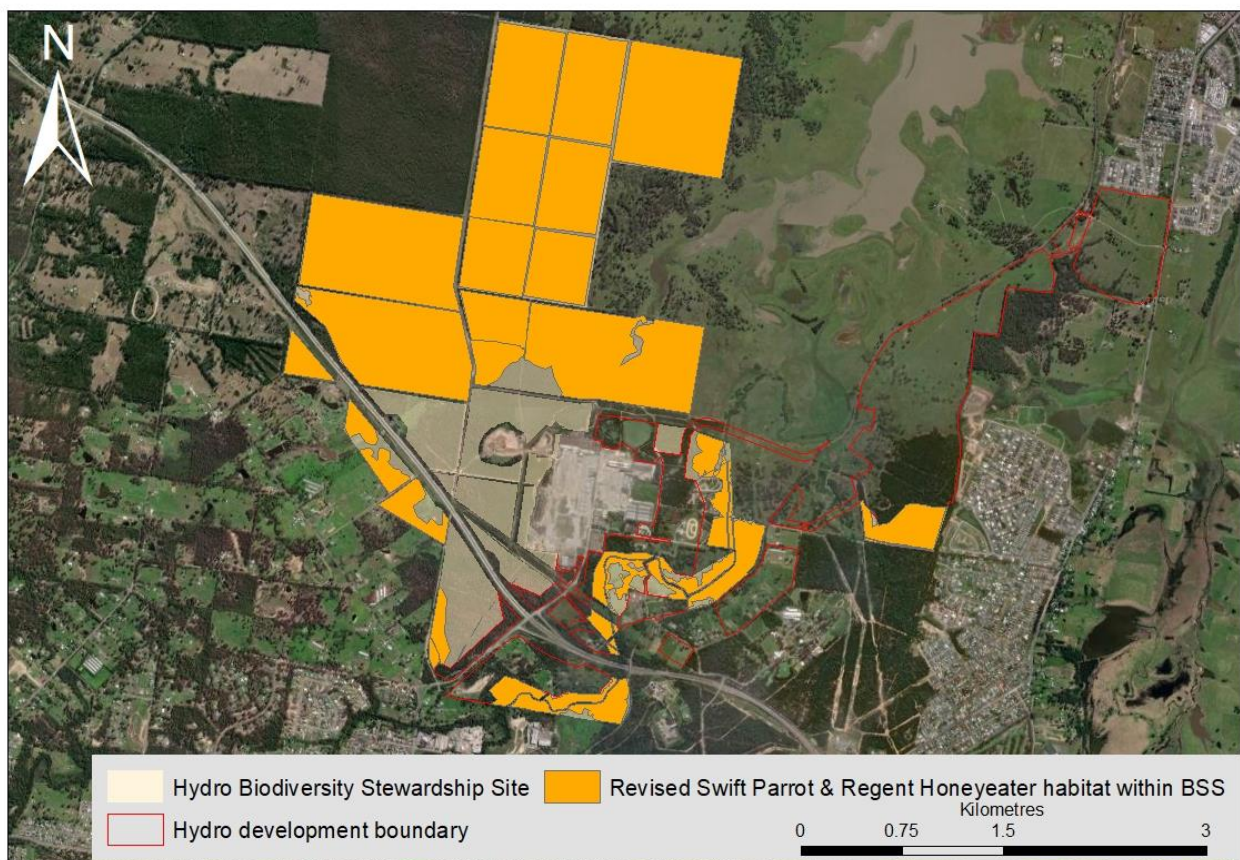 N
Hydro Biodiversity Stewardship Site
Revised Swift Parrot & Regent Honeyeater habitat within BSS
Hydro development boundary
Kilometres
0 0.75 1.5 3